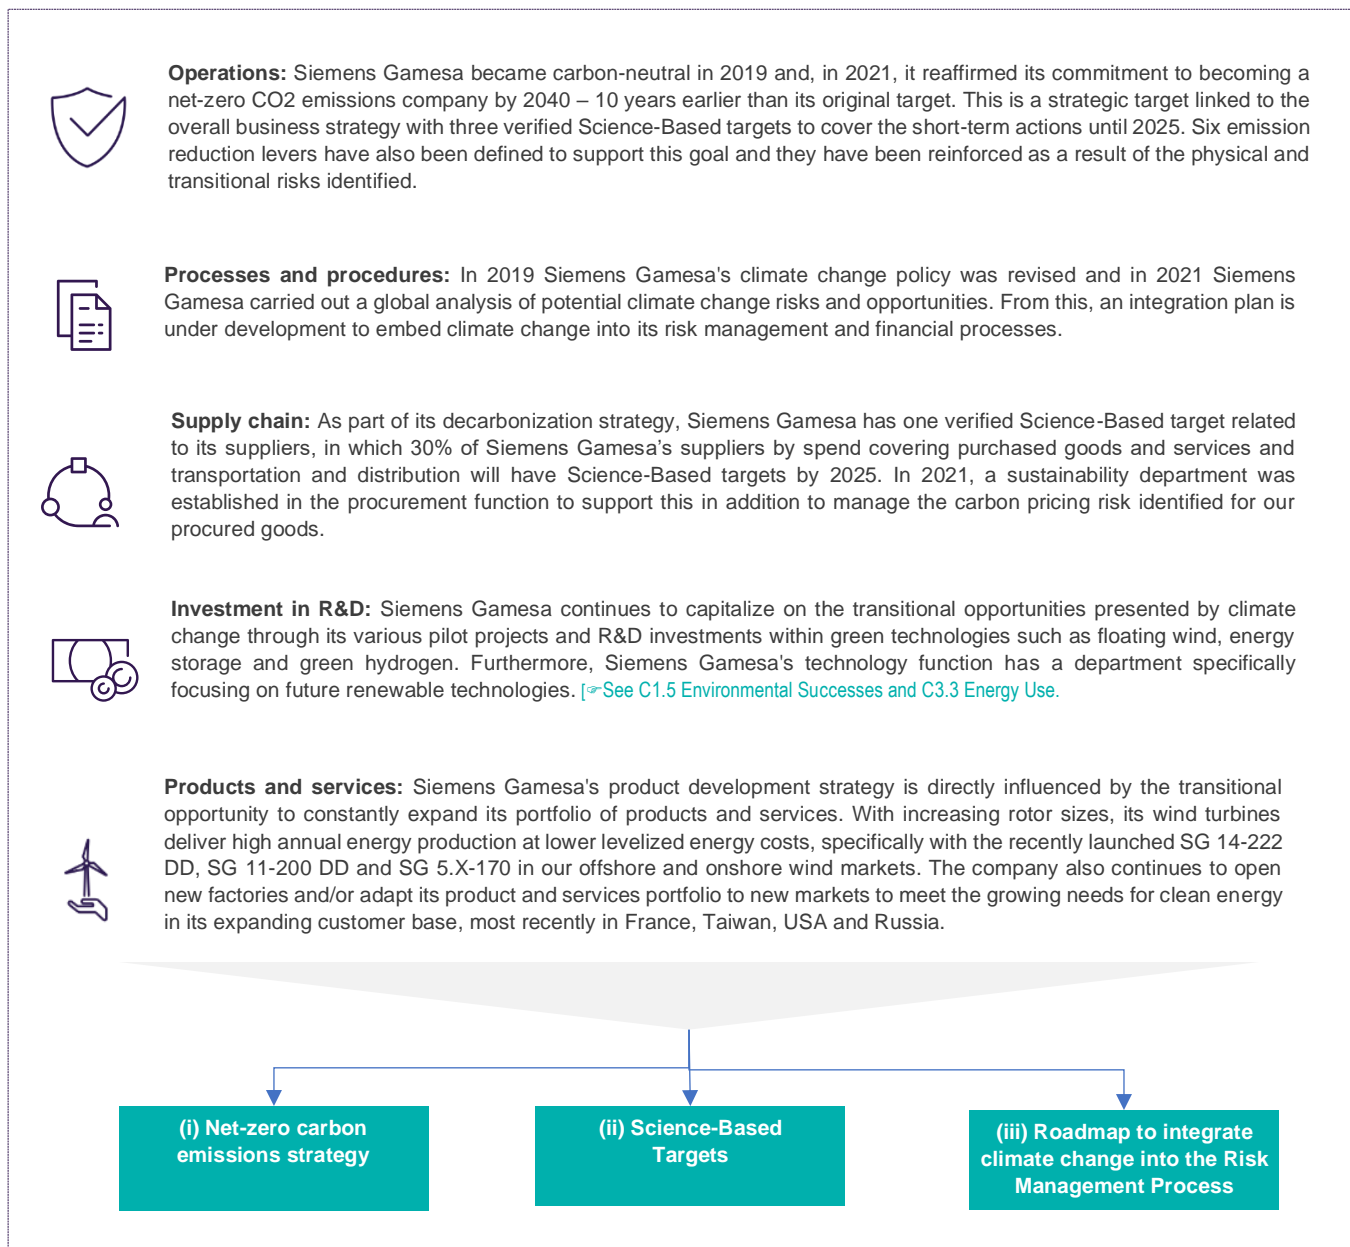 Operations: Siemens Gamesa became carbon-neutral in 2019 and, in 2021, it reaffirmed its commitment to becoming a
net-zero CO2 emissions company by 2040 – 10 years earlier than its original target. This is a strategic target linked to the
overall business strategy with three verified Science-Based targets to cover the short-term actions until 2025. Six emission
reduction levers have also been defined to support this goal and they have been reinforced as a result of the physical and
transitional risks identified.
Processes and procedures: In 2019 Siemens Gamesa's climate change policy was revised and in 2021 Siemens
Gamesa carried out a global analysis of potential climate change risks and opportunities. From this, an integration plan is
under development to embed climate change into its risk management and financial processes.
Supply chain: As part of its decarbonization strategy, Siemens Gamesa has one verified Science-Based target related
to its suppliers, in which 30% of Siemens Gamesa’s suppliers by spend covering purchased goods and services and
transportation and distribution will have Science-Based targets by 2025. In 2021, a sustainability department was
established in the procurement function to support this in addition to manage the carbon pricing risk identified for our
procured goods.
Investment in R&D: Siemens Gamesa continues to capitalize on the transitional opportunities presented by climate
change through its various pilot projects and R&D investments within green technologies such as floating wind, energy
storage and green hydrogen. Furthermore, Siemens Gamesa's technology function has a department specifically
focusing on future renewable technologies. [☞See C1.5 Environmental Successes and C3.3 Energy Use.
Products and services: Siemens Gamesa's product development strategy is directly influenced by the transitional
opportunity to constantly expand its portfolio of products and services. With increasing rotor sizes, its wind turbines
deliver high annual energy production at lower levelized energy costs, specifically with the recently launched SG 14-222
DD, SG 11-200 DD and SG 5.X-170 in our offshore and onshore wind markets. The company also continues to open
new factories and/or adapt its product and services portfolio to new markets to meet the growing needs for clean energy
in its expanding customer base, most recently in France, Taiwan, USA and Russia.
(i) Net-zero carbon
emissions strategy
(ii) Science-Based
Targets
(iii) Roadmap to integrate
climate change into the Risk
Management Process